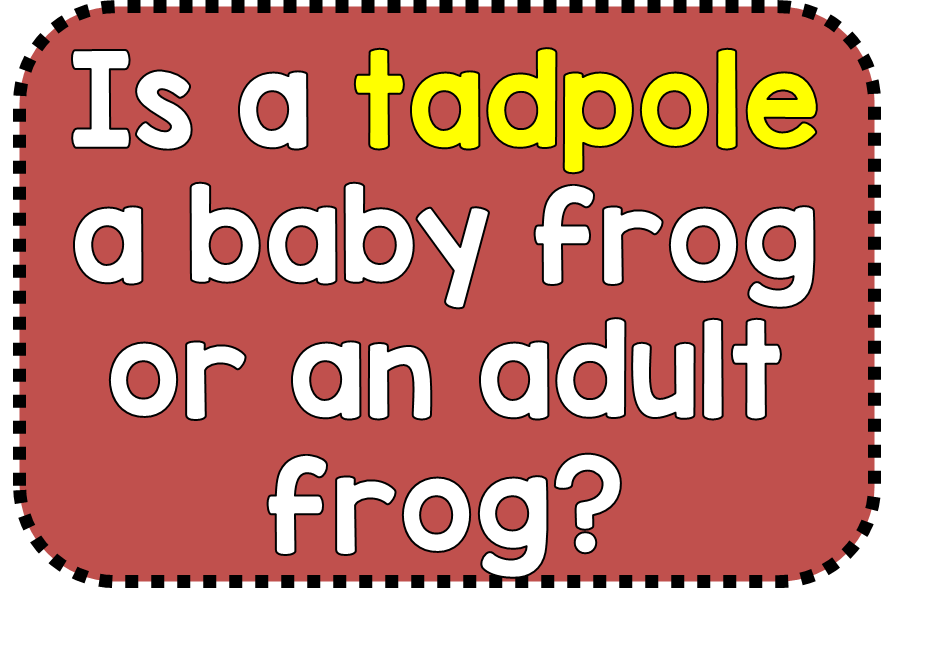 Is a tadpole
a baby frog
or an adult
frog?